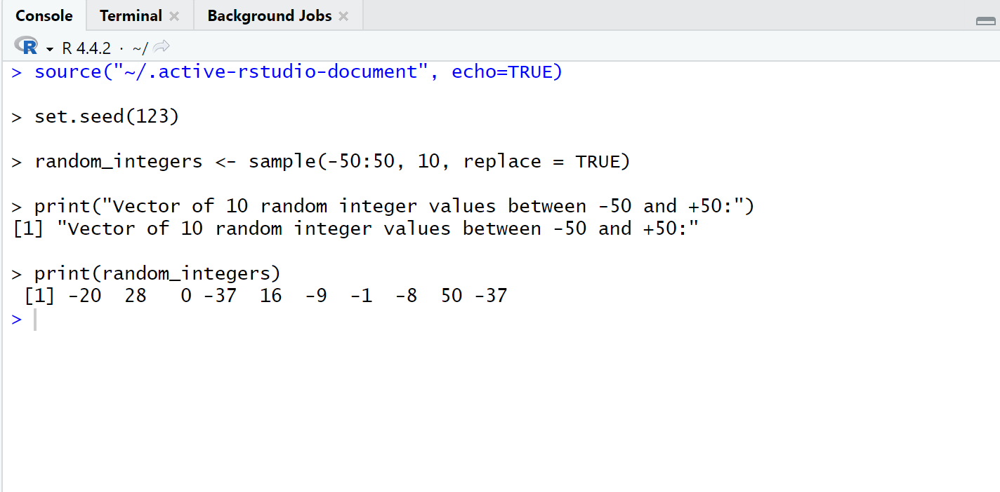 Console Terminal Background Jobs
R R 4.4.2 · ~/
> source("~/.active-rstudio-document", echo=TRUE)
> set.seed(123)
> random_integers <- sample(-50:50, 10, replace = TRUE)
> print("Vector of 10 random integer values between -50 and +50:")
[1] "Vector of 10 random integer values between -50 and +50:"
> print(random_integers)
 [1] -20  28   0 -37  16  -9  -1  -8  50 -37
>